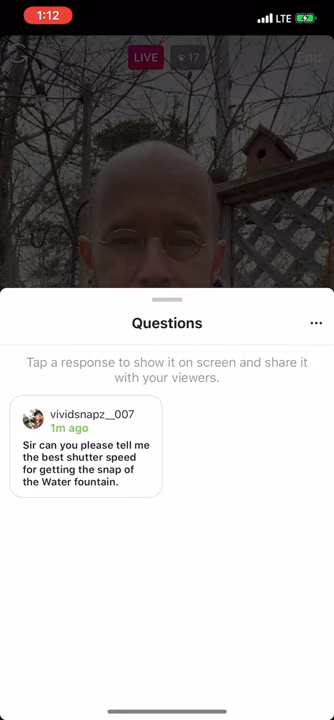 1:12
LTE
LIVE
17
End
Questions
Tap a response to show it on screen and share it
with your viewers.
vividsnapz__007
1m ago
Sir can you please tell me
the best shutter speed
for getting the snap of
the Water fountain.